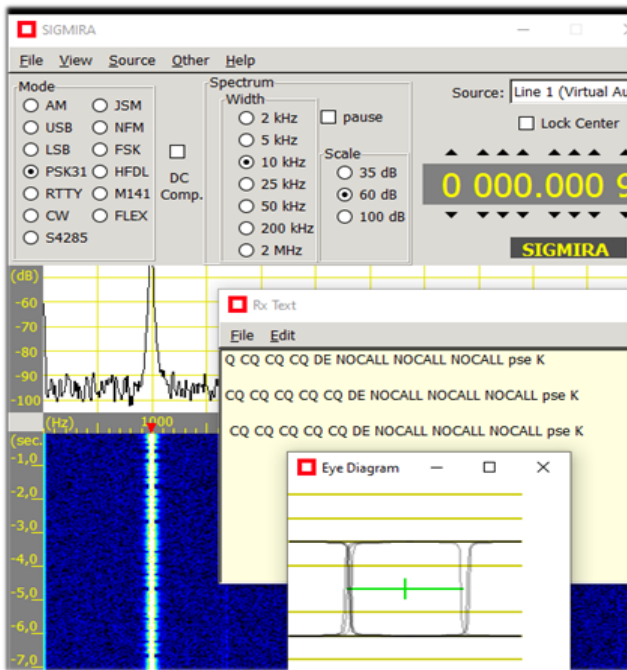 SIGMIRA
File View Source Other Help
Mode
AM JSM
USB NFM
LSB FSK
PSK31 HFDL
RTTY M141
CW FLEX
S4285
DC
Comp.
Spectrum
Width
2 kHz
5 kHz
10 kHz
25 kHz
50 kHz
200 kHz
2 MHz
pause
Scale
35 dB
60 dB
100 dB
Source: Line 1 (Virtual Au
Lock Center
0 000.000 9
SIGMIRA
(dB)
-60
-70
-80
-90
-100
(Hz) 1000
(sec.
-1,0
-2,0
-3,0
-4,0
-5,0
-6,0
-7,0
Rx Text
File Edit
Q CQ CQ CQ DE NOCALL NOCALL NOCALL pse K
CQ CQ CQ CQ CQ DE NOCALL NOCALL NOCALL pse K
CQ CQ CQ CQ CQ DE NOCALL NOCALL NOCALL pse K
Eye Diagram